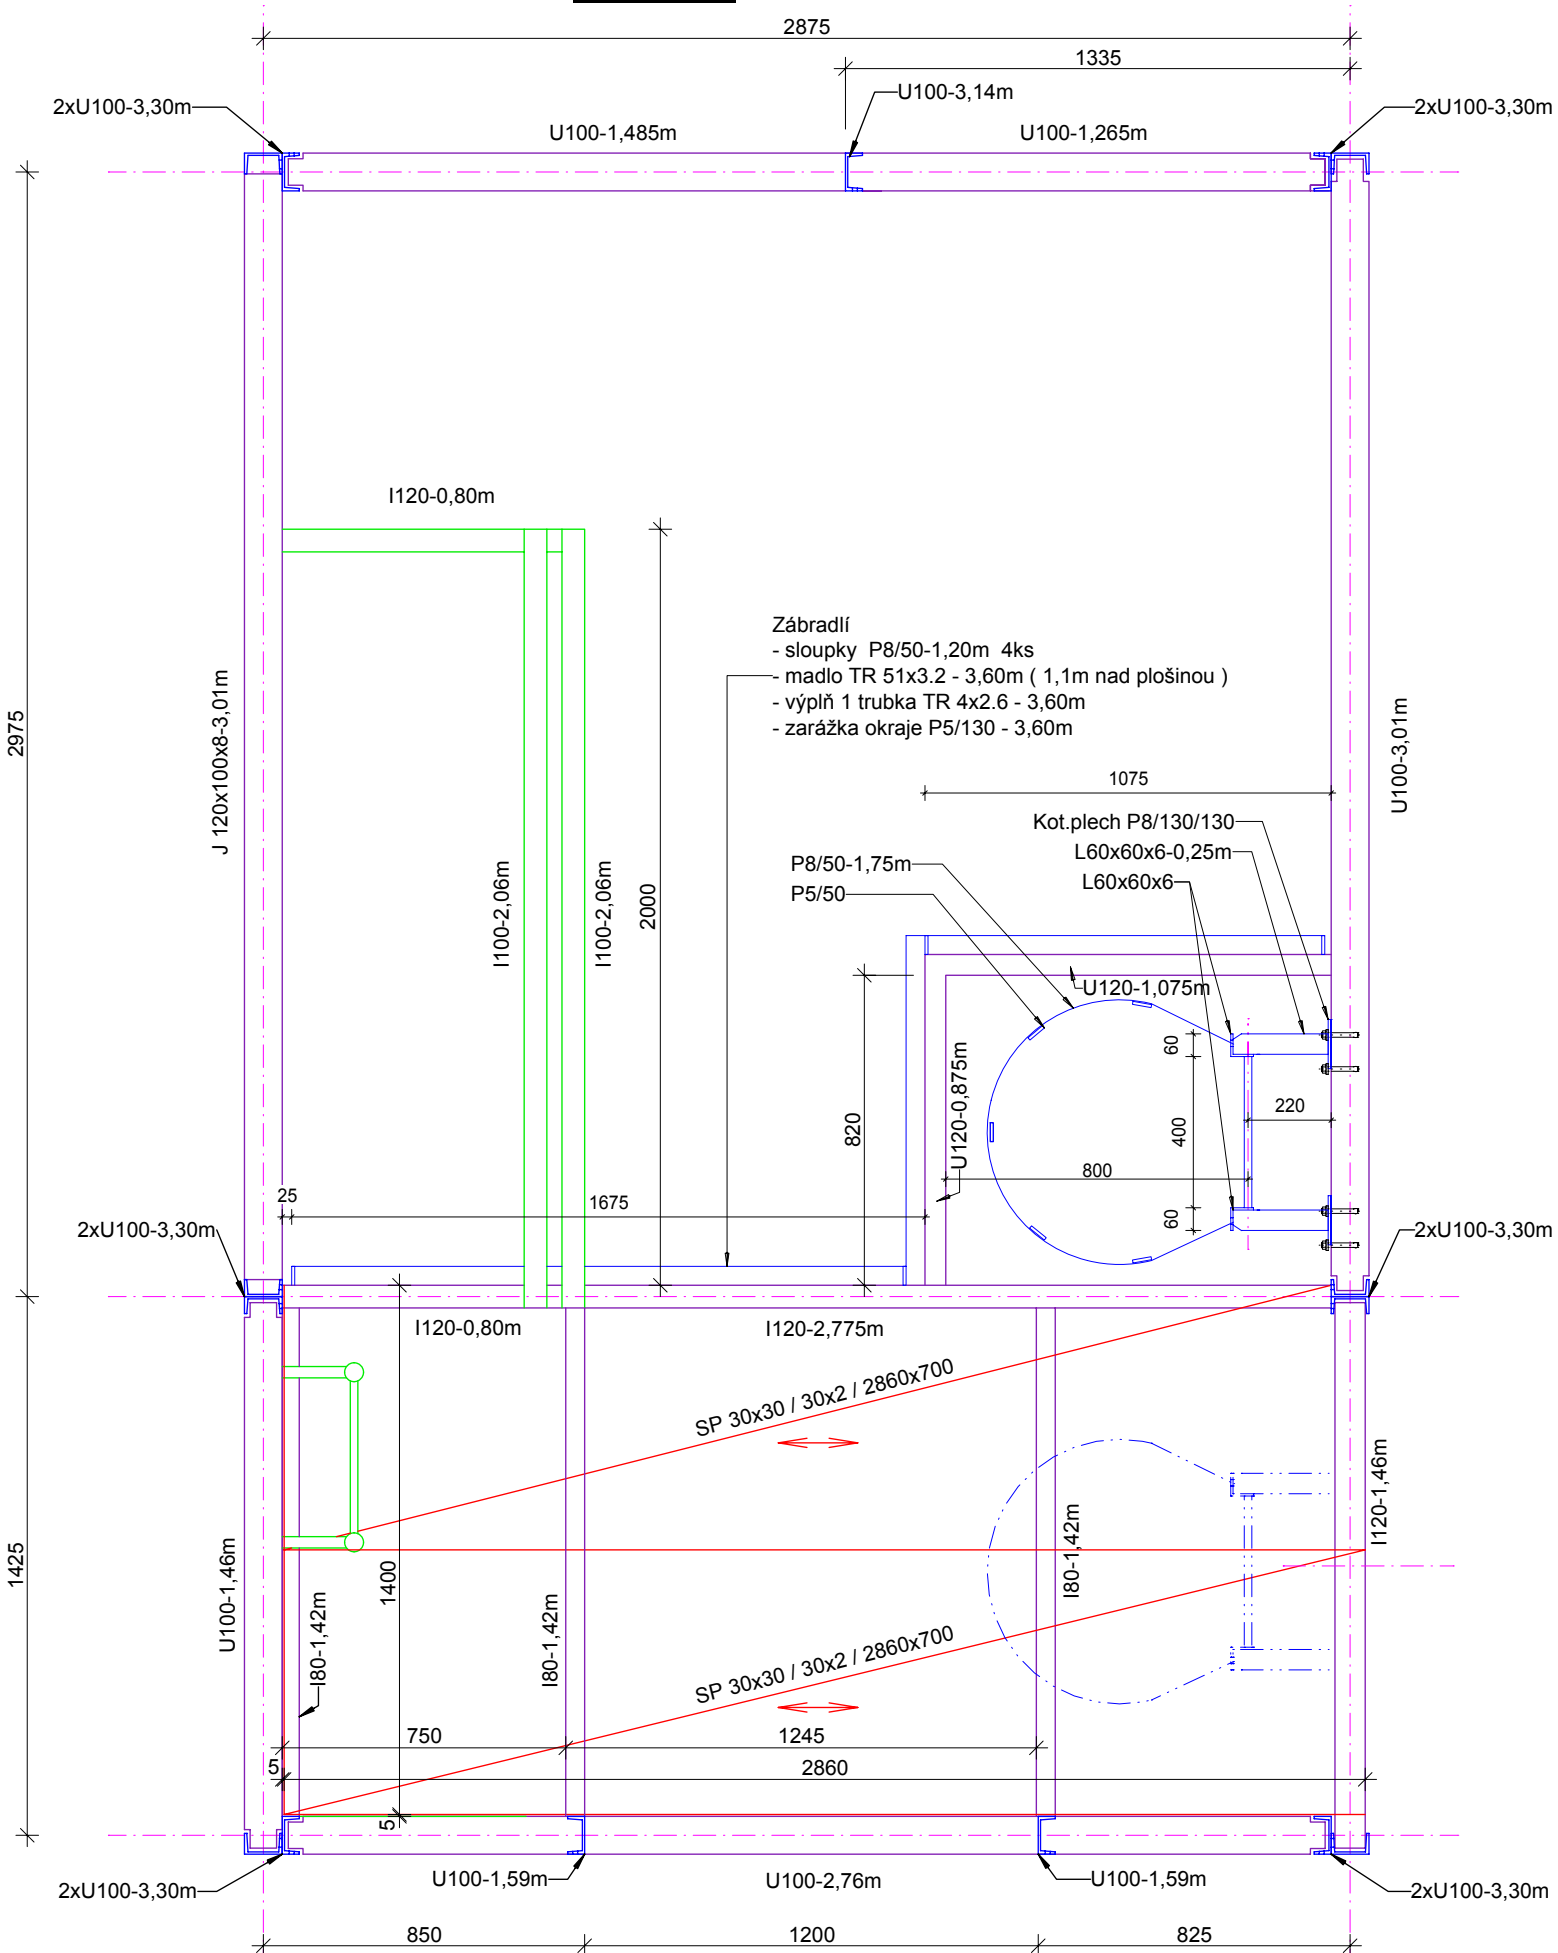 2875
1335
2xU100-3,30m
U100-3,14m
2xU100-3,30m
U100-1,485m
U100-1,265m
I120-0,80m
Zábradlí
- sloupky  P8/50-1,20m  4ks
- madlo TR 51x3.2 - 3,60m ( 1,1m nad plošinou )
- výplň 1 trubka TR 4x2.6 - 3,60m
- zarážka okraje P5/130 - 3,60m
2975
J 120x100x8-3,01m
U100-3,01m
1075
Kot.plech P8/130/130
L60x60x6-0,25m
L60x60x6
P8/50-1,75m
P5/50
I100-2,06m
I100-2,06m
2000
U120-1,075m
820
U120-0,875m
60
400
60
220
800
25
1675
2xU100-3,30m
2xU100-3,30m
I120-0,80m
I120-2,775m
SP 30x30 / 30x2 / 2860x700
1425
U100-1,46m
I80-1,42m
1400
I80-1,42m
I80-1,42m
I120-1,46m
SP 30x30 / 30x2 / 2860x700
750
1245
5
2860
5
2xU100-3,30m
U100-1,59m
U100-2,76m
U100-1,59m
2xU100-3,30m
850
1200
825